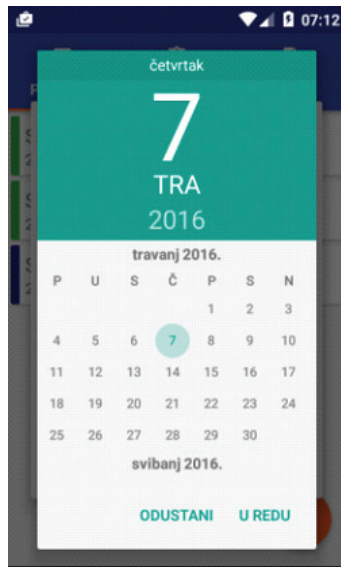 07:12
četvrtak
7
TRA
2016
travanj 2016.
P U S Č P S N
1 2 3
4 5 6 7 8 9 10
11 12 13 14 15 16 17
18 19 20 21 22 23 24
25 26 27 28 29 30
svibanj 2016.
ODUSTANI U REDU